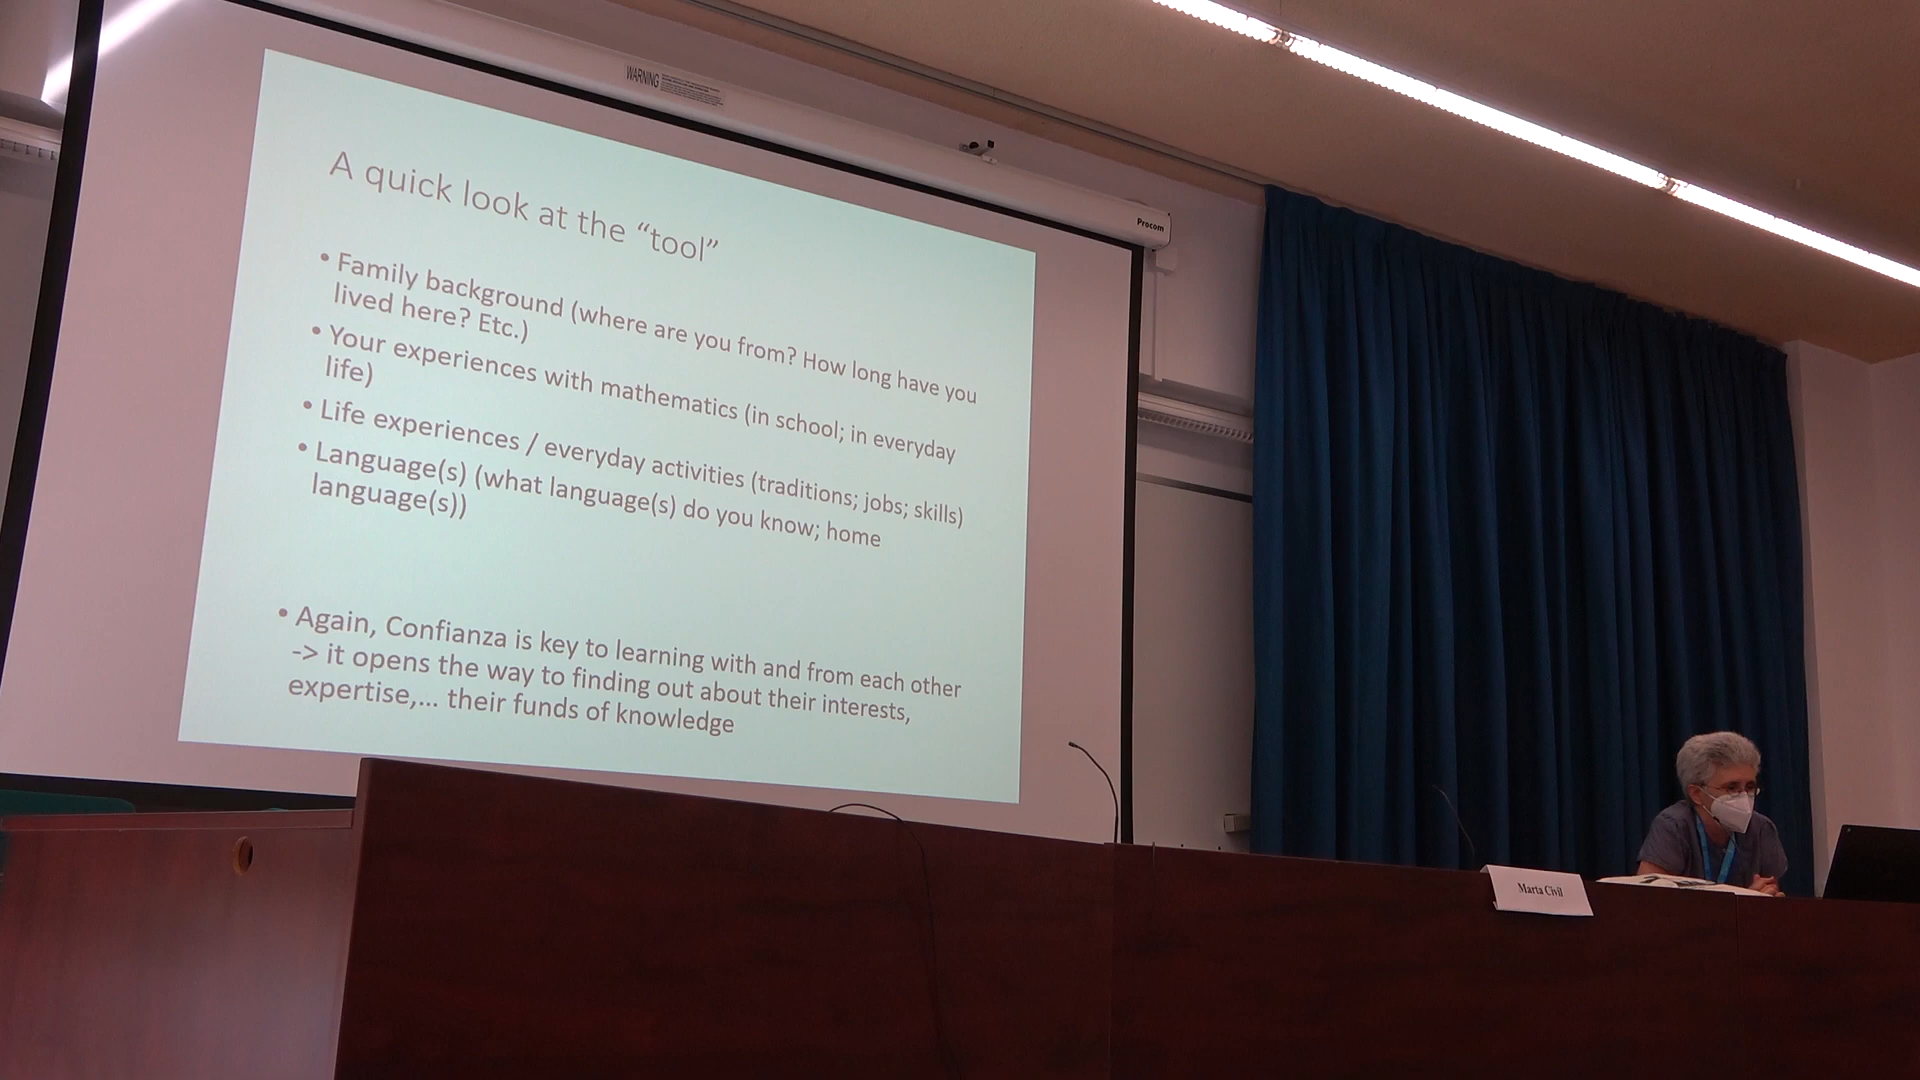 WARNING
Procom
A quick look at the “tool”
• Family background (where are you from? How long have you
lived here? Etc.)
• Your experiences with mathematics (in school; in everyday
life)
• Life experiences / everyday activities (traditions; jobs; skills)
• Language(s) (what language(s) do you know; home
language(s))
• Again, Confianza is key to learning with and from each other
-> it opens the way to finding out about their interests,
expertise,... their funds of knowledge
Marta Civil